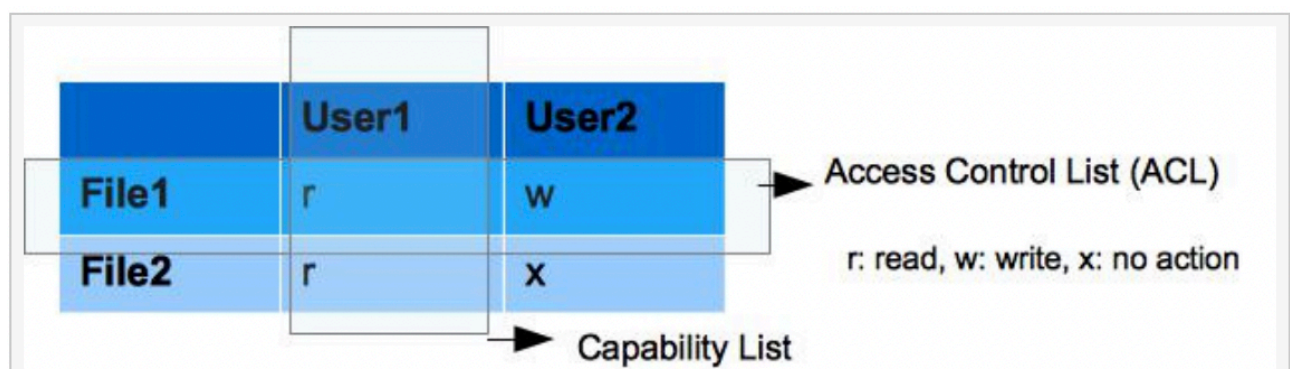 User1 User2
File1 r w
Access Control List (ACL)
r: read, w: write, x: no action
File2 r x
Capability List